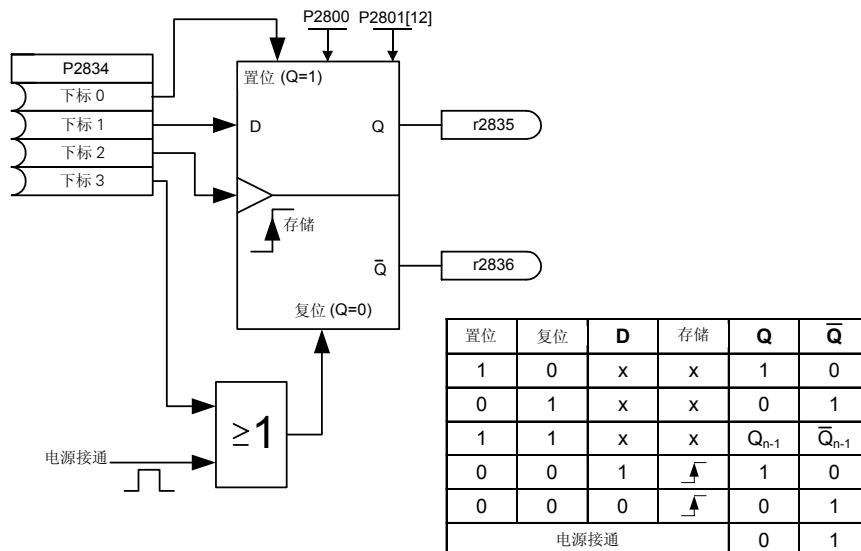 P2800 P2801[12]
P2834
下标 0
下标 1
下标 2
下标 3
置位 (Q=1)
D Q
r2835
存储
Q̅
r2836
复位 (Q=0)
≥1
电源接通
置位 复位 D 存储 Q Q̅
1 0 x x 1 0
0 1 x x 0 1
1 1 x x Qn-1 Q̅n-1
0 0 1 1 0
0 0 0 0 1
电源接通 0 1